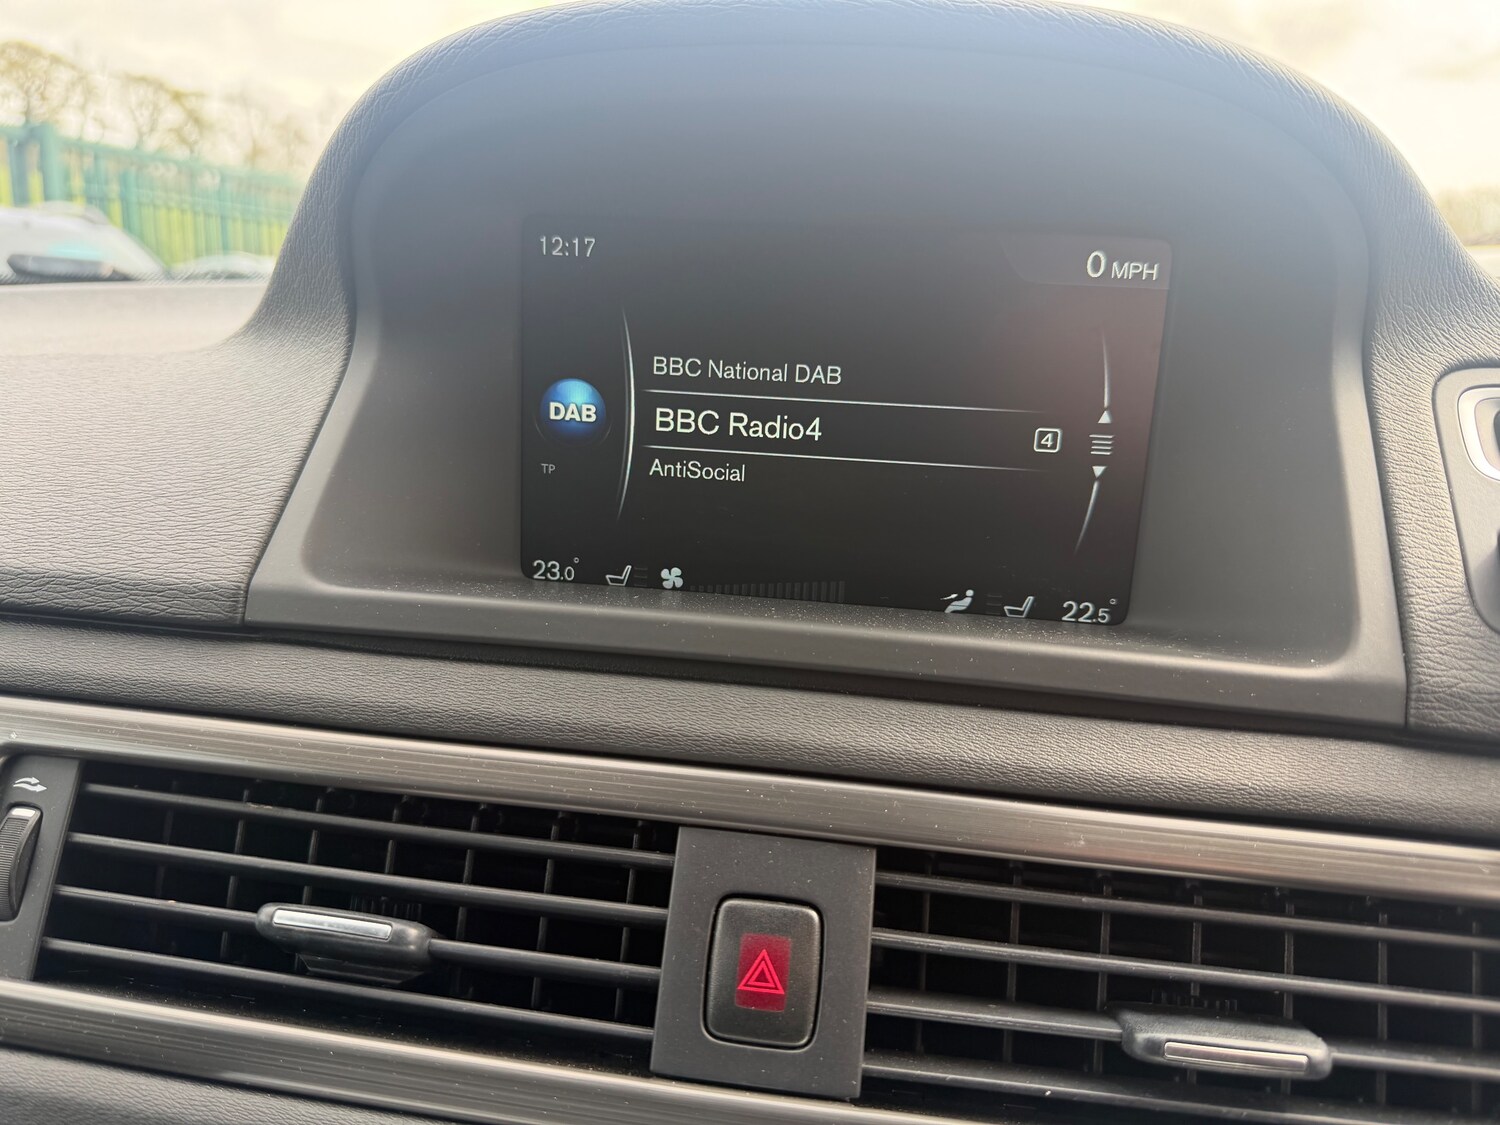 12:17
0 MPH
BBC National DAB
DAB
BBC Radio4
4
AntiSocial
TP
23.0°
22.5°